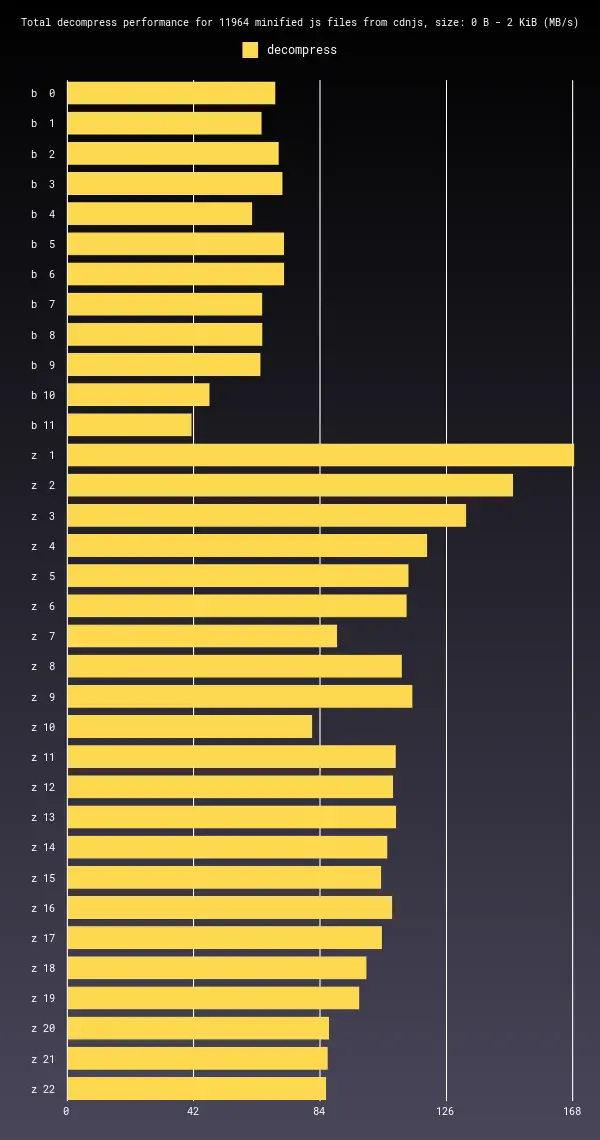 Total decompress performance for 11964 minified js files from cdnjs, size: 0 B - 2 KiB (MB/s)
decompress
b 0
b 1
b 2
b 3
b 4
b 5
b 6
b 7
b 8
b 9
b 10
b 11
z 1
z 2
z 3
z 4
z 5
z 6
z 7
z 8
z 9
z 10
z 11
z 12
z 13
z 14
z 15
z 16
z 17
z 18
z 19
z 20
z 21
z 22
0 42 84 126 168